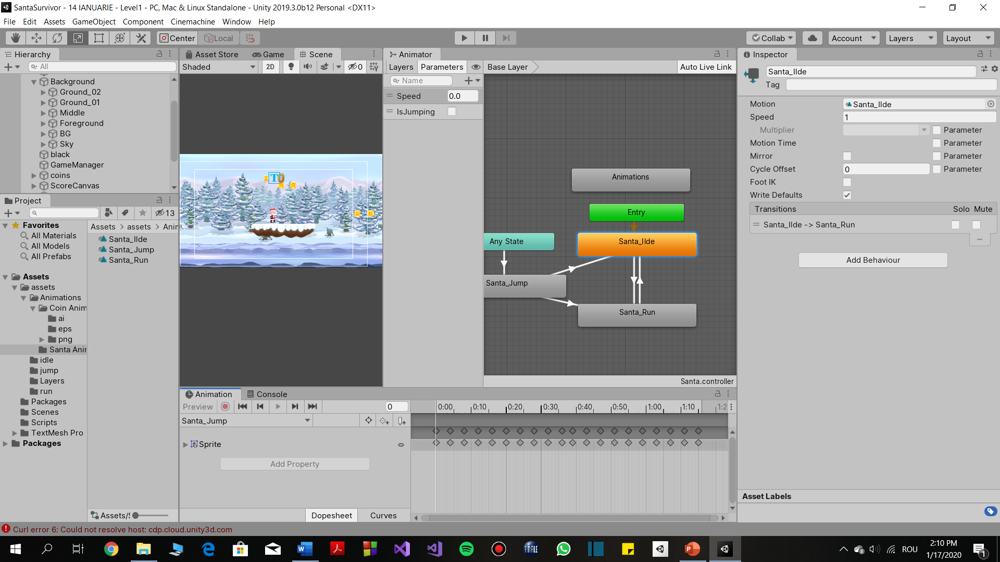 SantaSurvivor - 14 IANUARIE - Level1 - PC, Mac & Linux Standalone - Unity 2019.3.0b12 Personal <DX11>
File Edit Assets GameObject Component Cinemachine Window Help
Center Local Collab Account Layers Layout
Hierarchy
All
Background
Ground_02
Ground_01
Middle
Foreground
BG
Sky
black
GameManager
coins
ScoreCanvas
Asset Store Game Scene
Shaded 2D 0
Animator
Layers Parameters Base Layer Auto Live Link
Name
Speed 0.0
IsJumping
Animations
Entry
Any State
Santa_Ilde
Santa_Jump
Santa_Run
Santa.controller
Inspector
Santa_Ilde
Tag
Motion Santa_Ilde
Speed 1
Multiplier Parameter
Motion Time Parameter
Mirror Parameter
Cycle Offset 0 Parameter
Foot IK
Write Defaults
Transitions Solo Mute
Santa_Ilde -> Santa_Run
Add Behaviour
Asset Labels
Project
13
Favorites
All Materials
All Models
All Prefabs
Assets
assets
Animations
Coin Anim
ai
eps
png
Santa Anir
idle
jump
Layers
run
Packages
Scenes
Scripts
TextMesh Pro
Packages
Assets > assets > Anir
Santa_Ilde
Santa_Jump
Santa_Run
Assets/S
Animation Console
Preview 0
0:00 0:10 0:20 0:30 0:40 0:50 1:00 1:10 1:2
Santa_Jump
Sprite
Add Property
Dopesheet Curves
Curl error 6: Could not resolve host: cdp.cloud.unity3d.com
FINALE
ROU
2:10 PM
1/17/2020
1